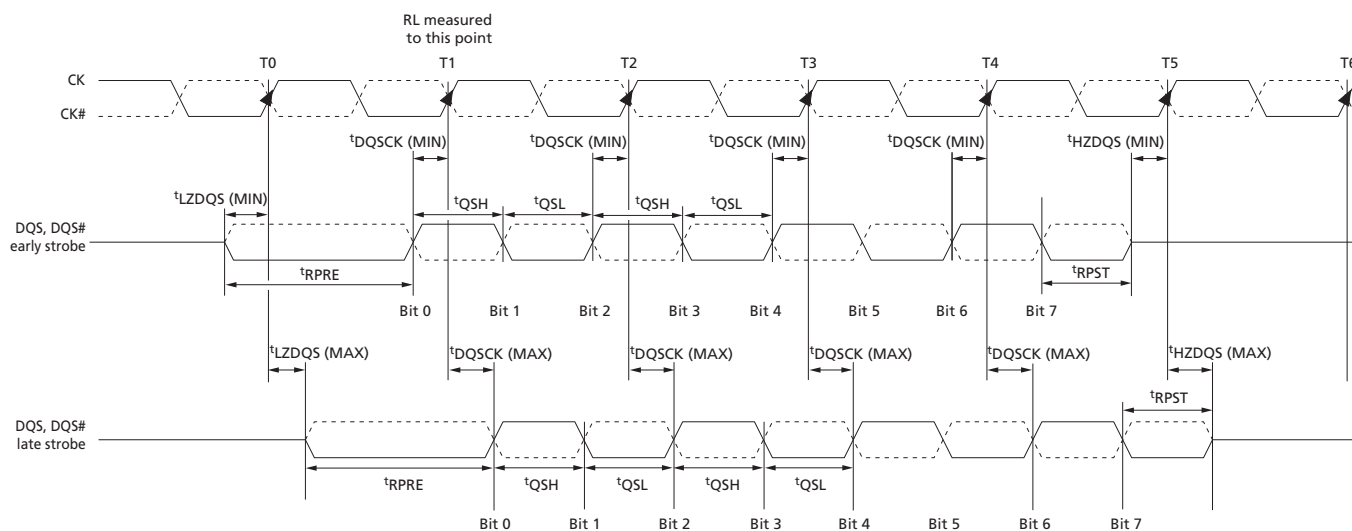 RL measured
to this point
T0 T1 T2 T3 T4 T5 T6
CK
CK#
tDQSCK (MIN) tDQSCK (MIN) tDQSCK (MIN) tDQSCK (MIN) tHZDQS (MIN)
tLZDQS (MIN)
tQSH tQSL tQSH tQSL
DQS, DQS#
early strobe
tRPRE tRPST
Bit 0 Bit 1 Bit 2 Bit 3 Bit 4 Bit 5 Bit 6 Bit 7
tLZDQS (MAX) tDQSCK (MAX) tDQSCK (MAX) tDQSCK (MAX) tDQSCK (MAX) tHZDQS (MAX)
tRPST
DQS, DQS#
late strobe
tRPRE tQSH tQSL tQSH tQSL
Bit 0 Bit 1 Bit 2 Bit 3 Bit 4 Bit 5 Bit 6 Bit 7